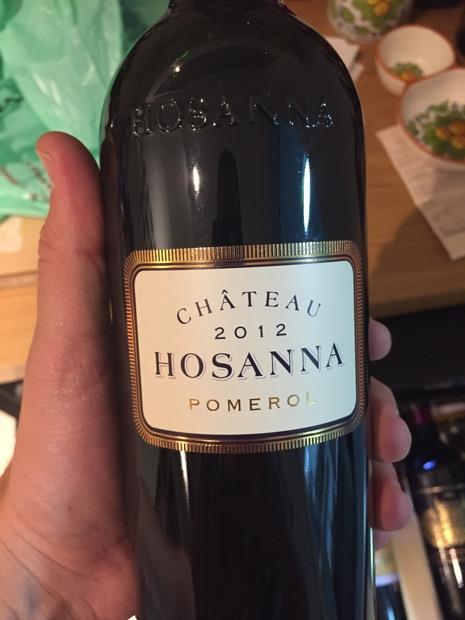 HOSANNA
CHÂTEAU
2012
HOSANNA
POMEROL